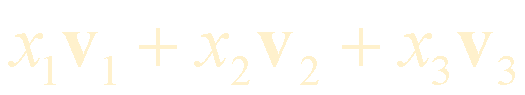 x₁v₁ + x₂v₂ + x₃v₃